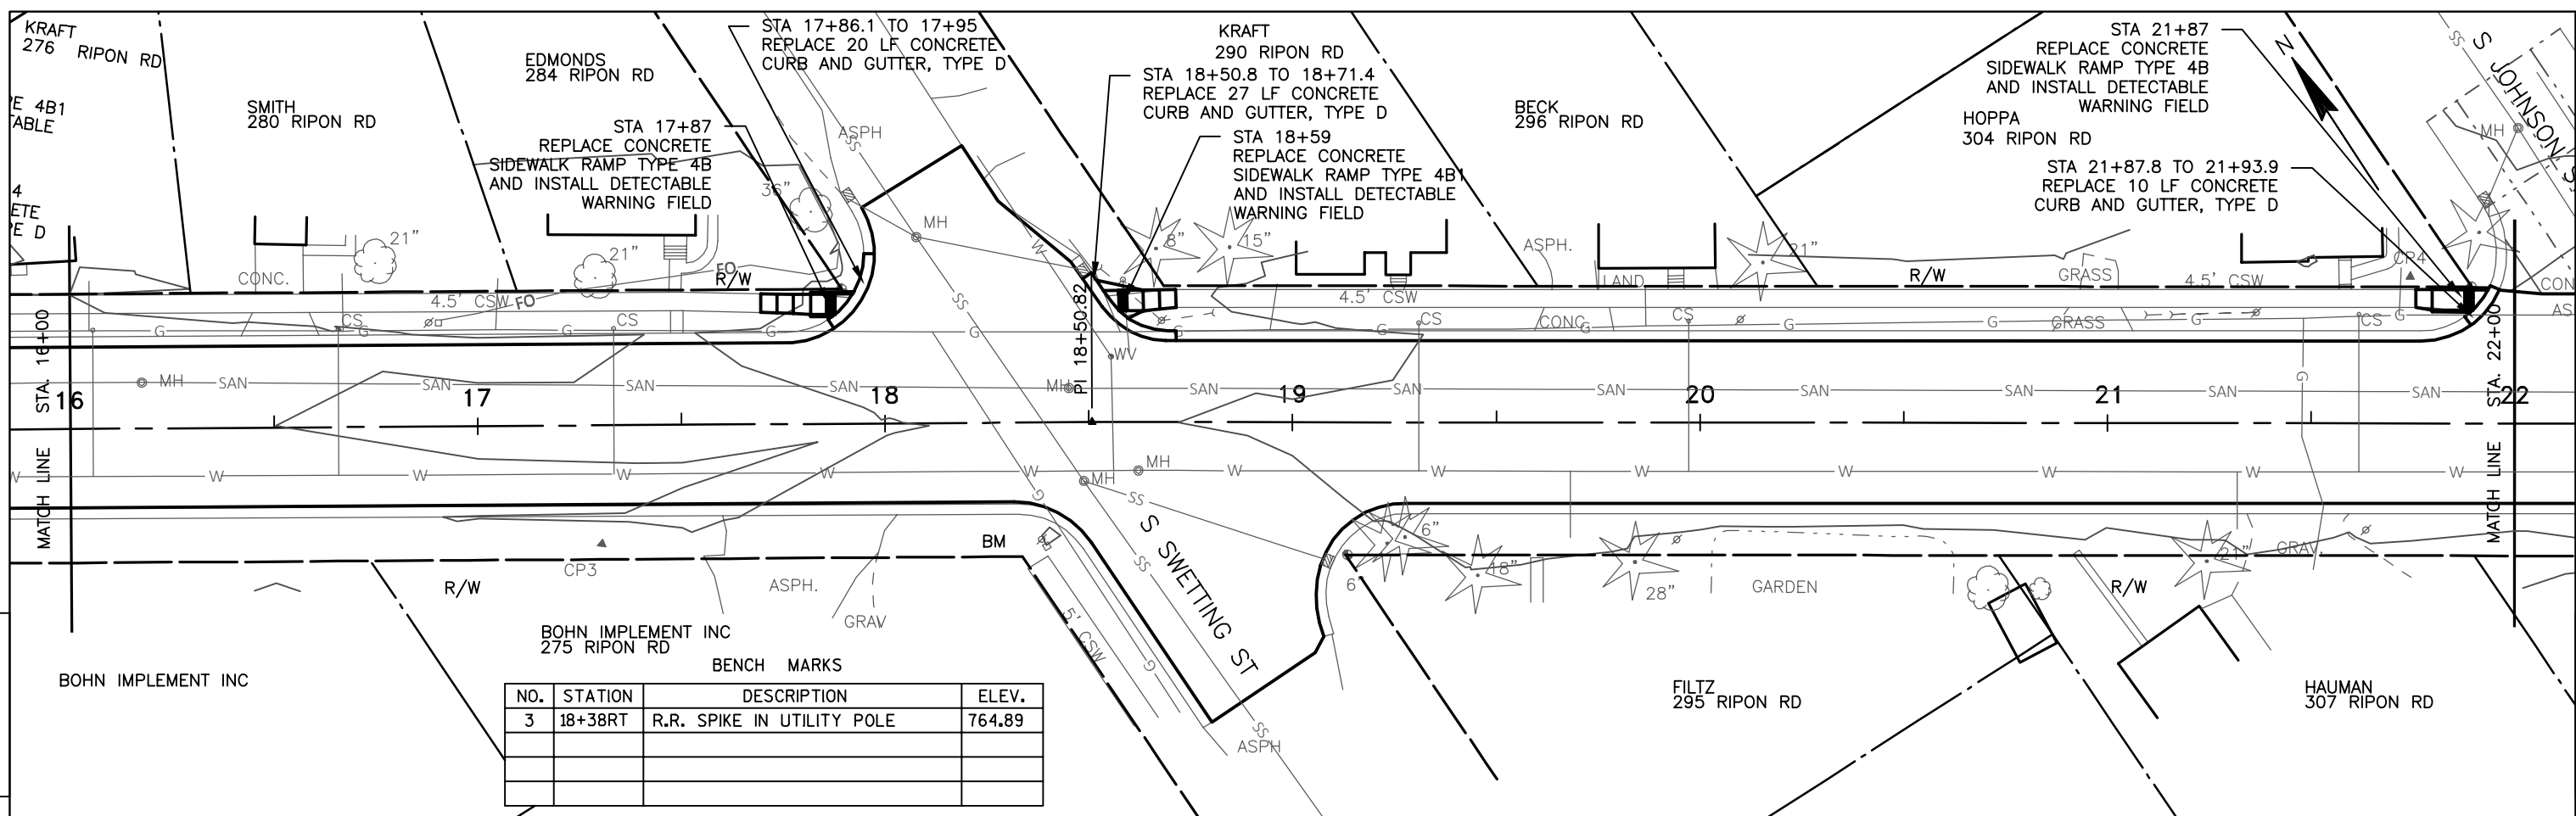 KRAFT
276 RIPON RD
SMITH
280 RIPON RD
EDMONDS
284 RIPON RD
STA 17+86.1 TO 17+95
REPLACE 20 LF CONCRETE
CURB AND GUTTER, TYPE D
STA 17+87
REPLACE CONCRETE
SIDEWALK RAMP TYPE 4B
AND INSTALL DETECTABLE
WARNING FIELD
KRAFT
290 RIPON RD
STA 18+50.8 TO 18+71.4
REPLACE 27 LF CONCRETE
CURB AND GUTTER, TYPE D
STA 18+59
REPLACE CONCRETE
SIDEWALK RAMP TYPE 4B1
AND INSTALL DETECTABLE
WARNING FIELD
BECK
296 RIPON RD
STA 21+87
REPLACE CONCRETE
SIDEWALK RAMP TYPE 4B
AND INSTALL DETECTABLE
WARNING FIELD
HOPPA
304 RIPON RD
STA 21+87.8 TO 21+93.9
REPLACE 10 LF CONCRETE
CURB AND GUTTER, TYPE D
N
S JOHNSON S
E 4B1
TABLE
4
ETE
E D
ASPH
SS
36"
MH
21"
21"
CONC.
FO
R/W
4.5' CSW
FO
W
8"
15"
ASPH.
21"
LAND
4.5' CSW
R/W
GRASS
4.5' CSW
CP4
MH
SS
CON
AS
CS
CS
CS
CONC
CS
GRASS
CS
G G G G G G G G G G G
SS
WV
MATCH LINE STA. 16+00
MH
SAN SAN SAN SAN SAN SAN SAN SAN SAN SAN SAN
MH
PI 18+50.82
16 17 18 19 20 21 22
MATCH LINE STA. 22+00
W W W W W W W W W W W W W
MH
MH
SS
G
SS
G
S SWETTING ST
BM
CP3
R/W
ASPH.
GRAV
5' CSW
G
SS
ASPH
6"
6"
18"
28"
GARDEN
21"
GRAV
R/W
BOHN IMPLEMENT INC
275 RIPON RD
BOHN IMPLEMENT INC
FILTZ
295 RIPON RD
HAUMAN
307 RIPON RD
BENCH MARKS
NO. STATION DESCRIPTION ELEV.
3 18+38RT R.R. SPIKE IN UTILITY POLE 764.89